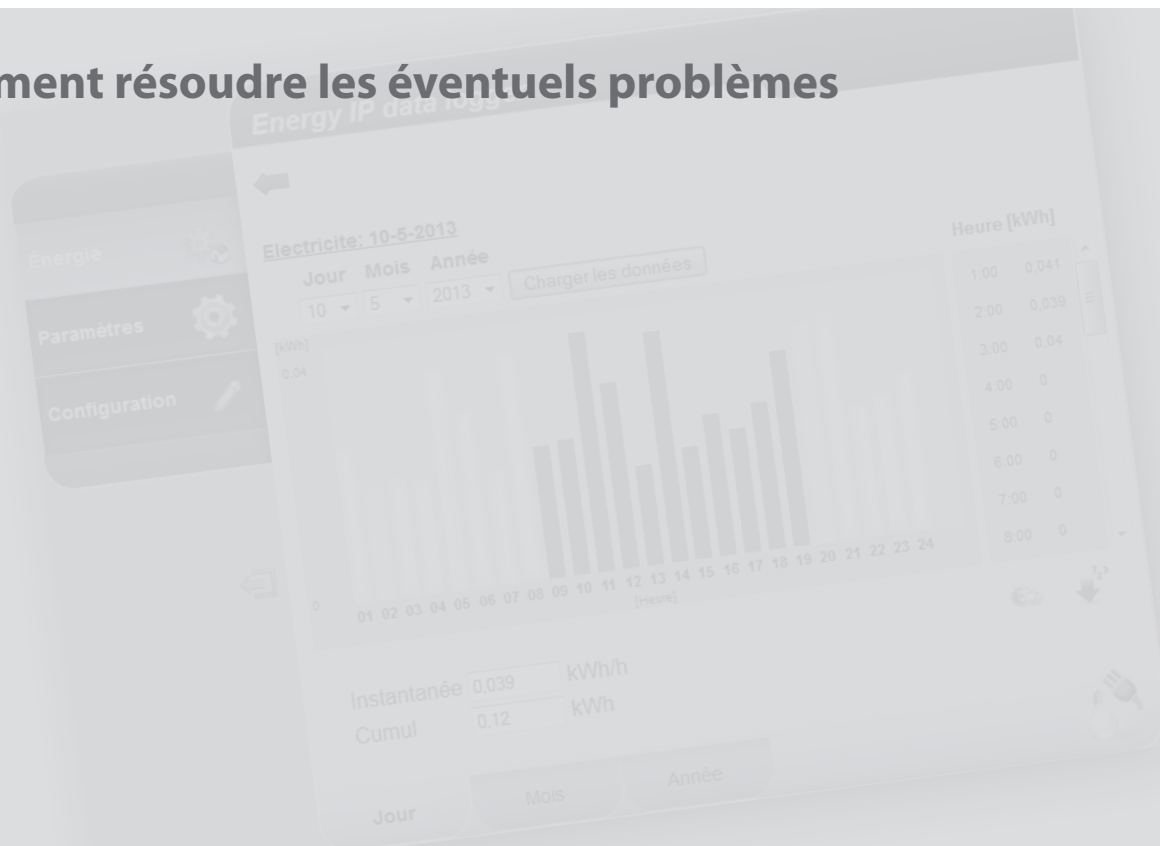 ment résoudre les éventuels problèmes
Energy IP data logg
Énergie
Paramètres
Configuration
Electricite: 10-5-2013
Jour Mois Année
10 5 2013 Charger les données
Heure [kWh]
1:00 0,041
2:00 0,039
3:00 0,04
4:00 0
5:00 0
6:00 0
7:00 0
8:00 0
[kWh]
0.04
0
01 02 03 04 05 06 07 08 09 10 11 12 13 14 15 16 17 18 19 20 21 22 23 24
[Heure]
Instantanée 0,039 kWh/h
Cumul 0,12 kWh
Jour Mois Année